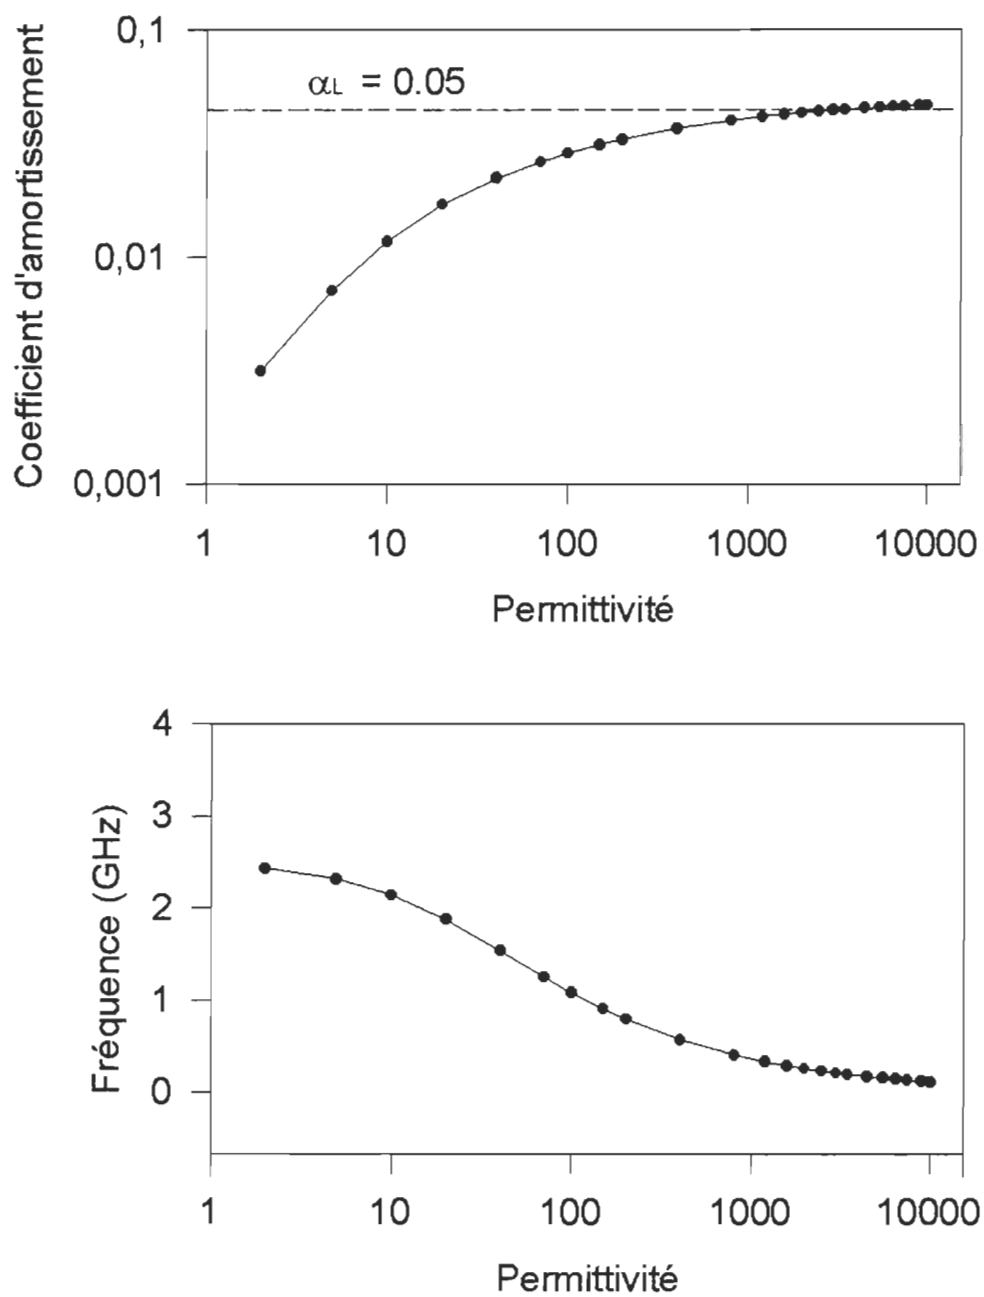 Coefficient d'amortissement
0,1
αL = 0.05
0,01
0,001
1 10 100 1000 10000
Permittivité
Fréquence (GHz)
4
3
2
1
0
1 10 100 1000 10000
Permittivité